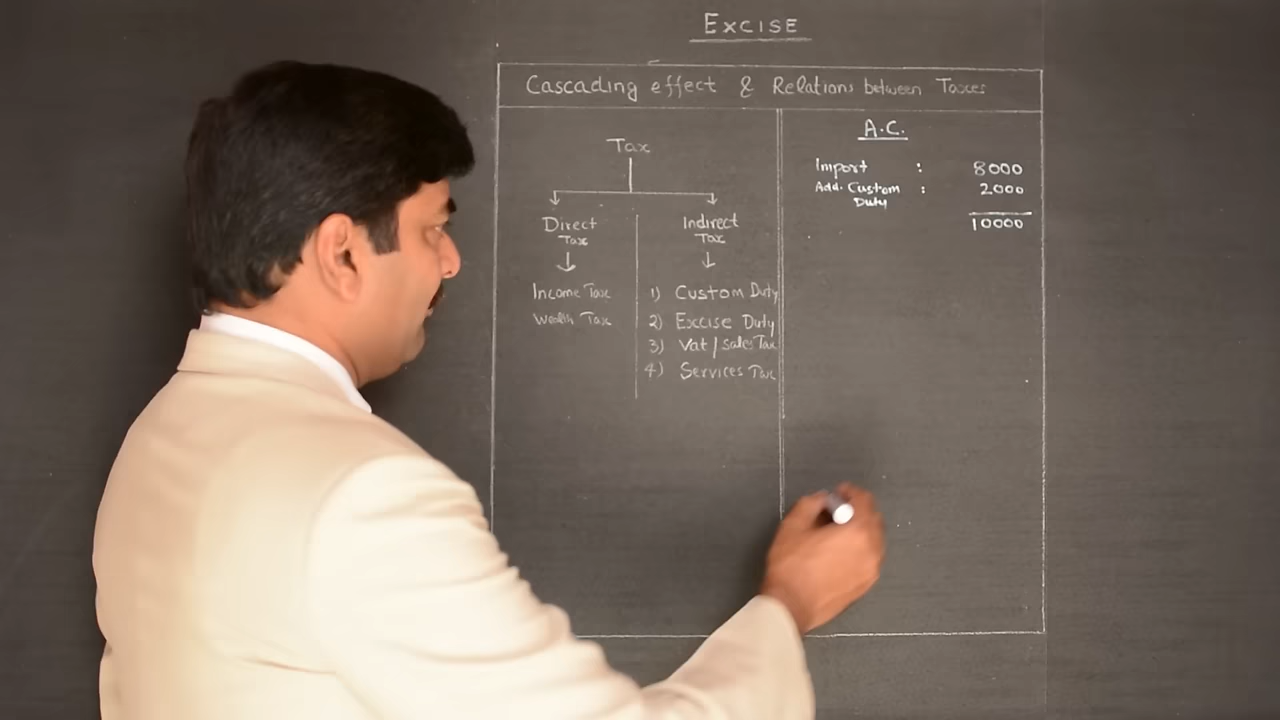 EXCISE
Cascading effect & Relations between Taxes
Tax
Direct Tax
Income Tax
Wealth Tax
Indirect Tax
1) Custom Duty
2) Excise Duty
3) Vat / Sales Tax
4) Services Tax
A.C.
Import : 8000
Add. Custom Duty : 2000
10000